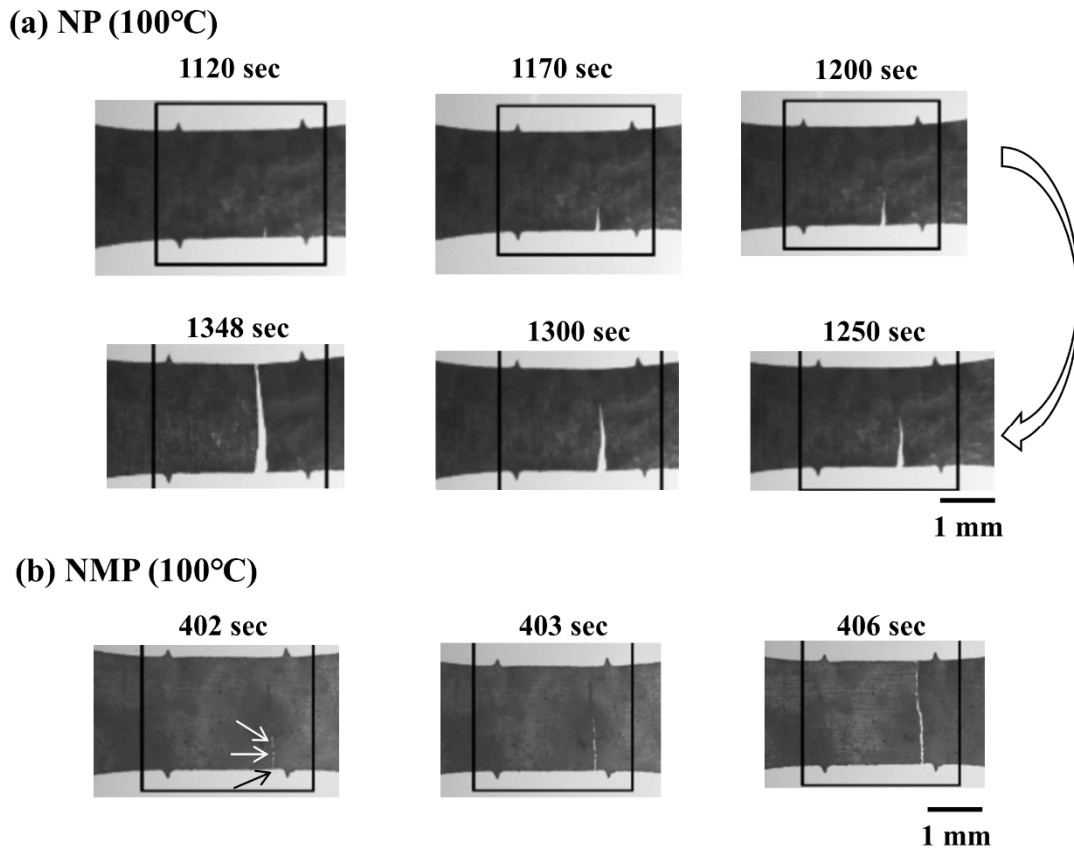 (a) NP (100°C)
1120 sec
1170 sec
1200 sec
1348 sec
1300 sec
1250 sec
1 mm
(b) NMP (100°C)
402 sec
403 sec
406 sec
1 mm